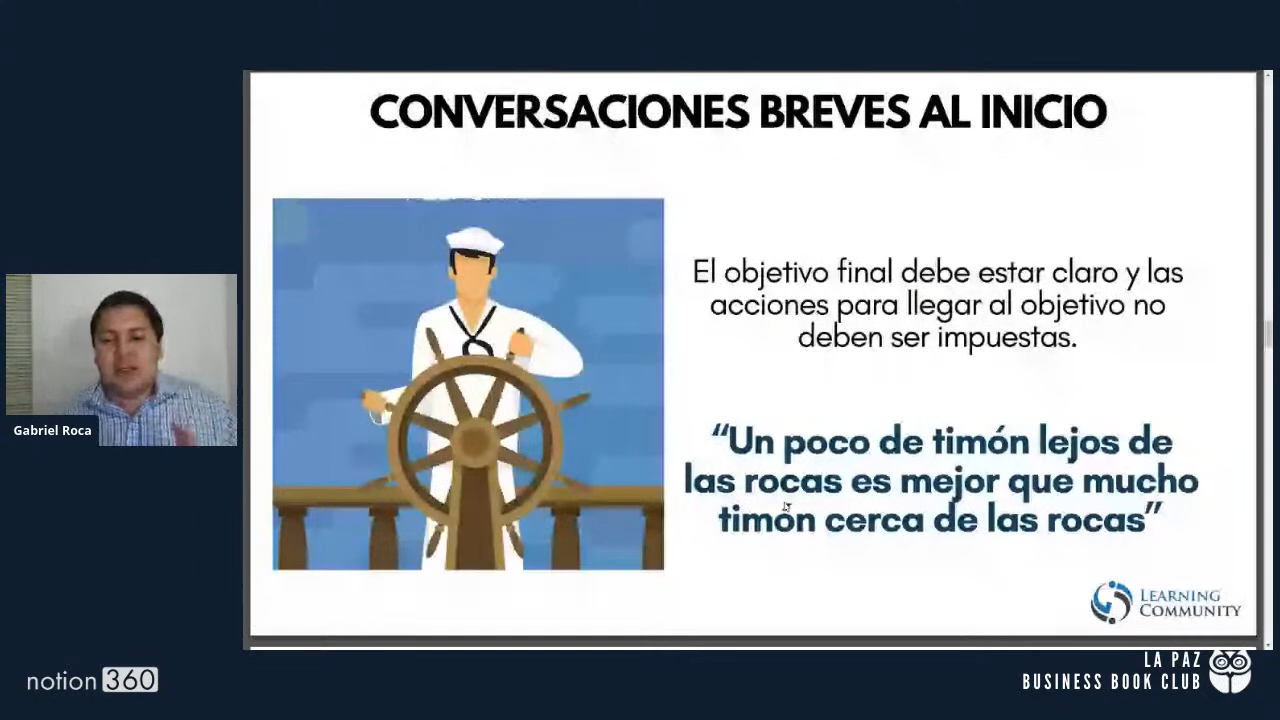 CONVERSACIONES BREVES AL INICIO
El objetivo final debe estar claro y las
acciones para llegar al objetivo no
deben ser impuestas.
“Un poco de timón lejos de
las rocas es mejor que mucho
timón cerca de las rocas”
LEARNING
COMMUNITY
Gabriel Roca
notion 360
LA PAZ
BUSINESS BOOK CLUB